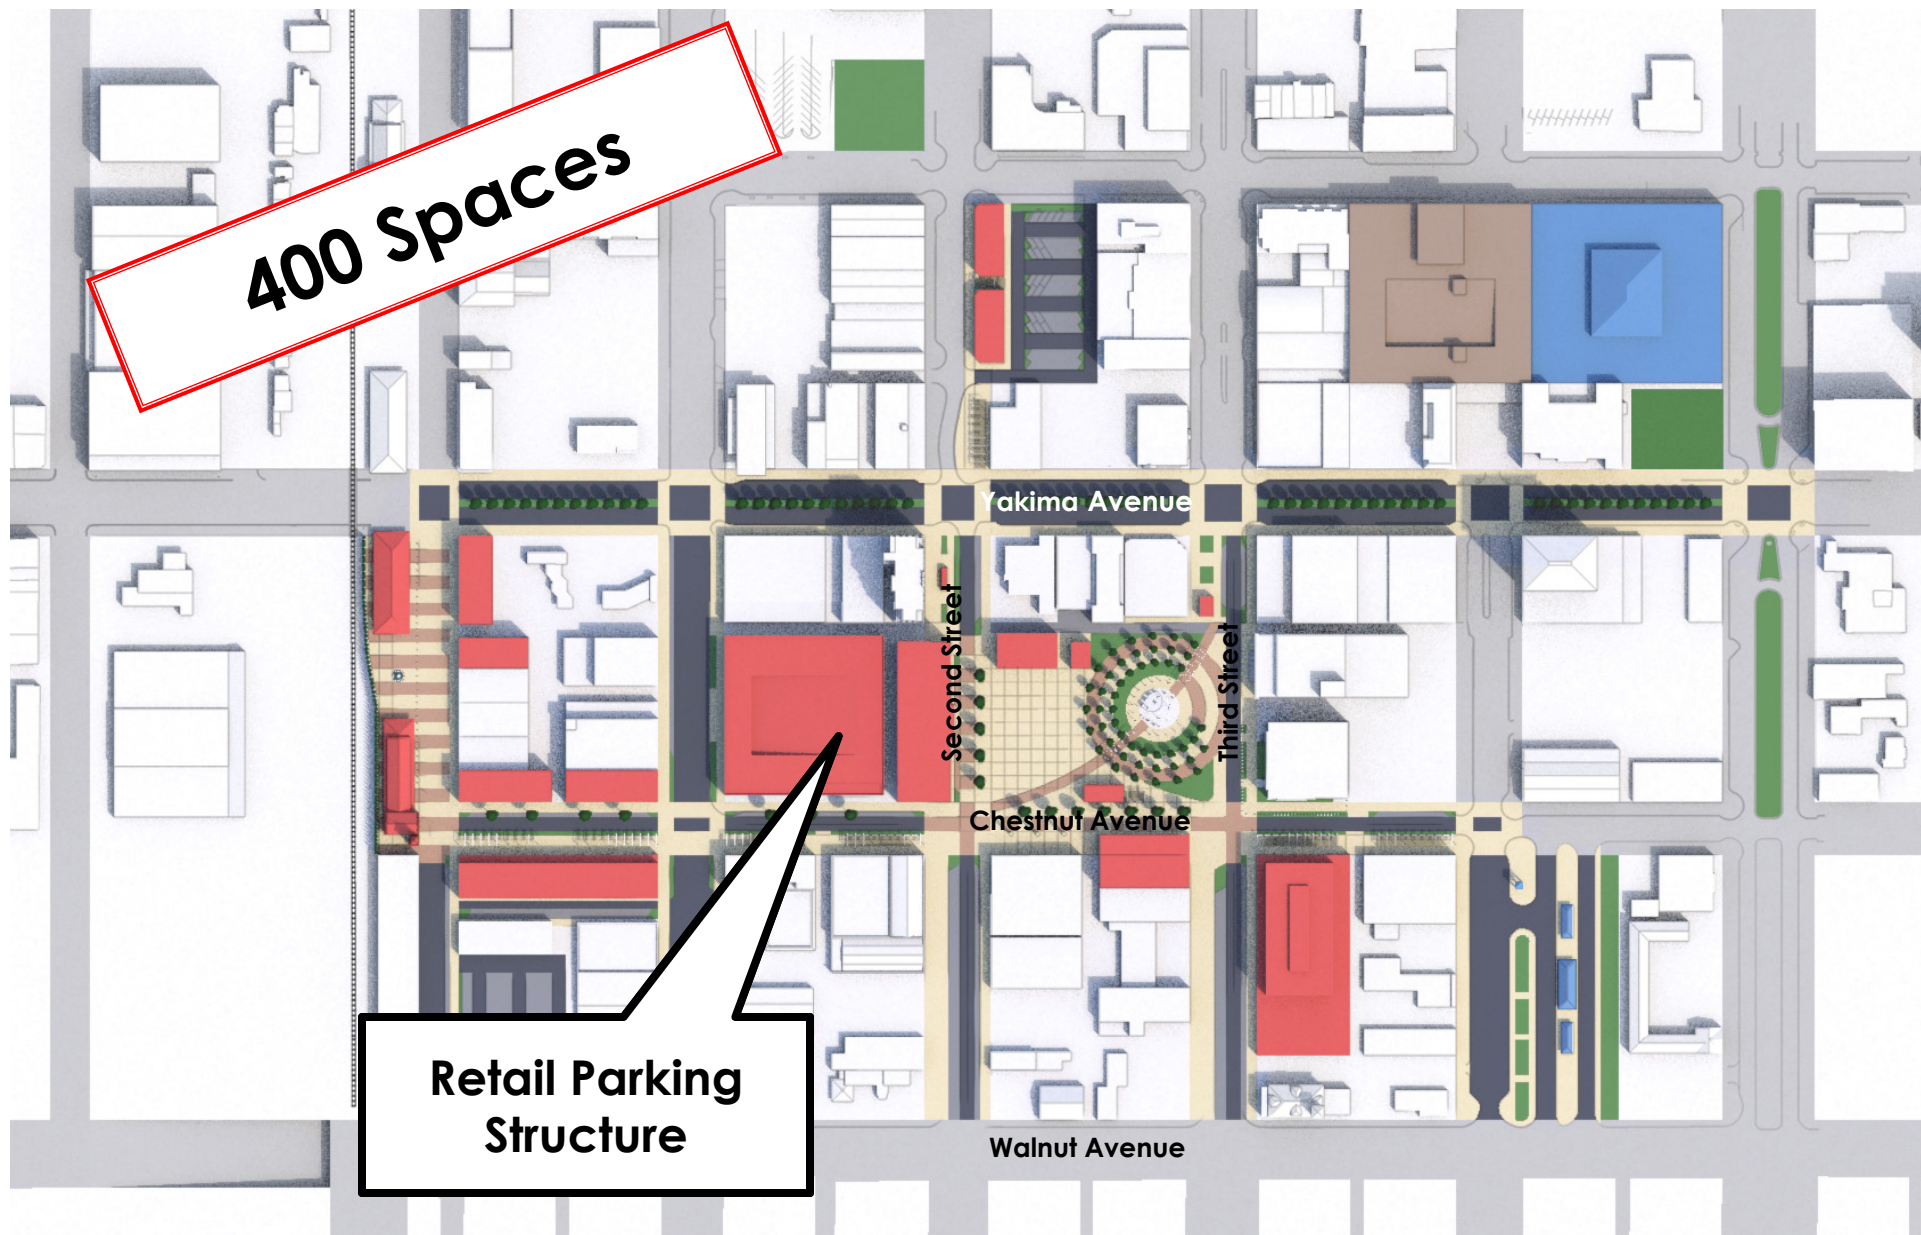 400 Spaces
Yakima Avenue
Second Street
Third Street
Chestnut Avenue
Retail Parking
Structure
Walnut Avenue